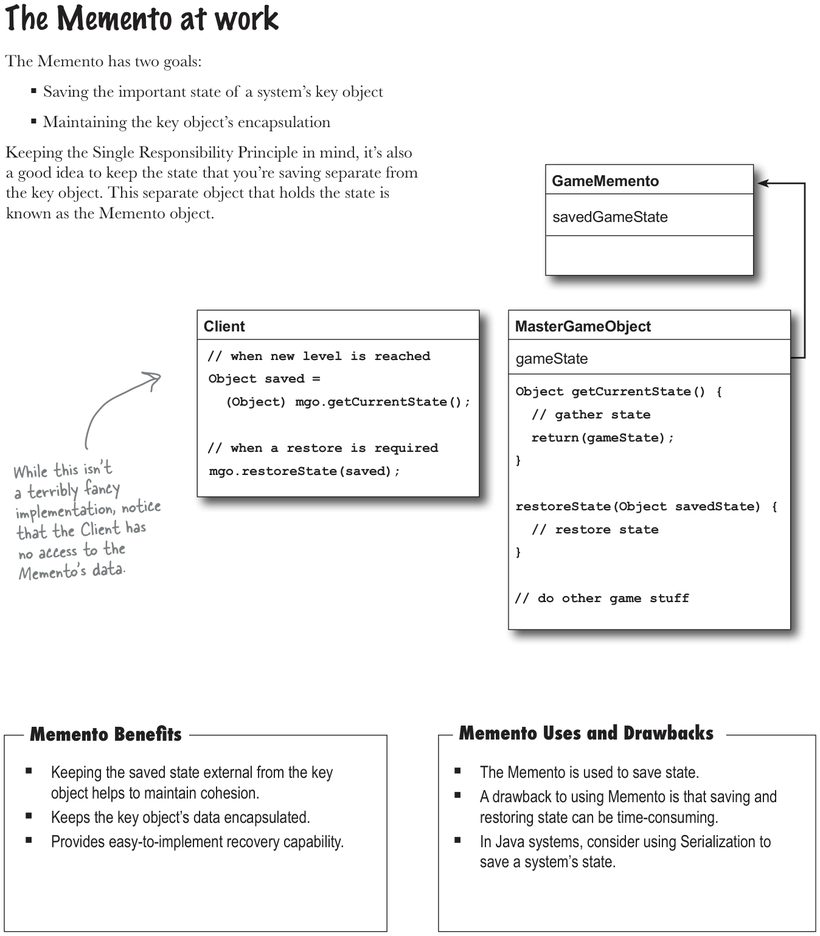 The Memento at work
The Memento has two goals:
▪ Saving the important state of a system's key object
▪ Maintaining the key object's encapsulation
Keeping the Single Responsibility Principle in mind, it's also
a good idea to keep the state that you're saving separate from
the key object. This separate object that holds the state is
known as the Memento object.
GameMemento
savedGameState
Client
// when new level is reached
Object saved =
(Object) mgo.getCurrentState();
// when a restore is required
mgo.restoreState(saved);
MasterGameObject
gameState
Object getCurrentState() {
// gather state
return(gameState);
}
restoreState(Object savedState) {
// restore state
}
// do other game stuff
While this isn't
a terribly fancy
implementation, notice
that the Client has
no access to the
Memento's data.
Memento Benefits
▪ Keeping the saved state external from the key
object helps to maintain cohesion.
▪ Keeps the key object's data encapsulated.
▪ Provides easy-to-implement recovery capability.
Memento Uses and Drawbacks
▪ The Memento is used to save state.
▪ A drawback to using Memento is that saving and
restoring state can be time-consuming.
▪ In Java systems, consider using Serialization to
save a system's state.